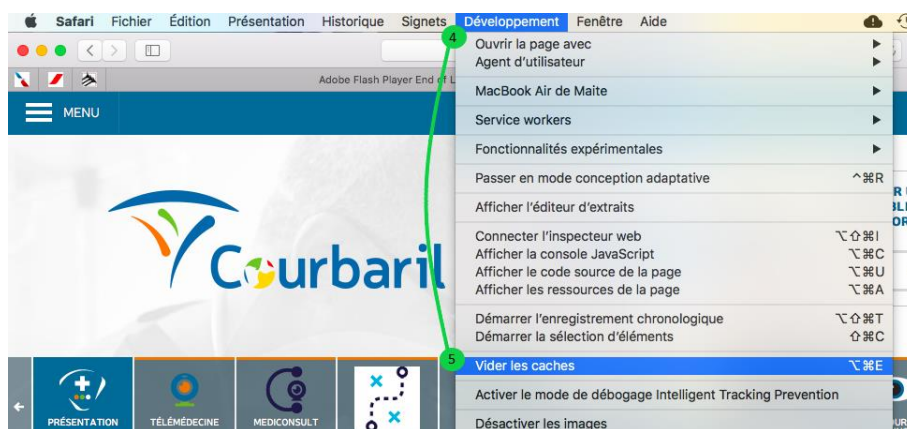 Safari Fichier Édition Présentation Historique Signets Développement Fenêtre Aide
4
Ouvrir la page avec
Agent d'utilisateur
Adobe Flash Player End of L
MacBook Air de Maite
MENU
Service workers
Fonctionnalités expérimentales
Passer en mode conception adaptative ^⌘R
Afficher l'éditeur d'extraits
Connecter l'inspecteur web ⌥⇧⌘I
Afficher la console JavaScript ⌥⌘C
Afficher le code source de la page ⌥⌘U
Afficher les ressources de la page ⌥⌘A
Courbaril
Démarrer l'enregistrement chronologique ⌥⇧⌘T
Démarrer la sélection d'éléments ⇧⌘C
5
Vider les caches ⌥⌘E
Activer le mode de débogage Intelligent Tracking Prevention
Désactiver les images
PRÉSENTATION TÉLÉMÉDECINE MEDICONSULT